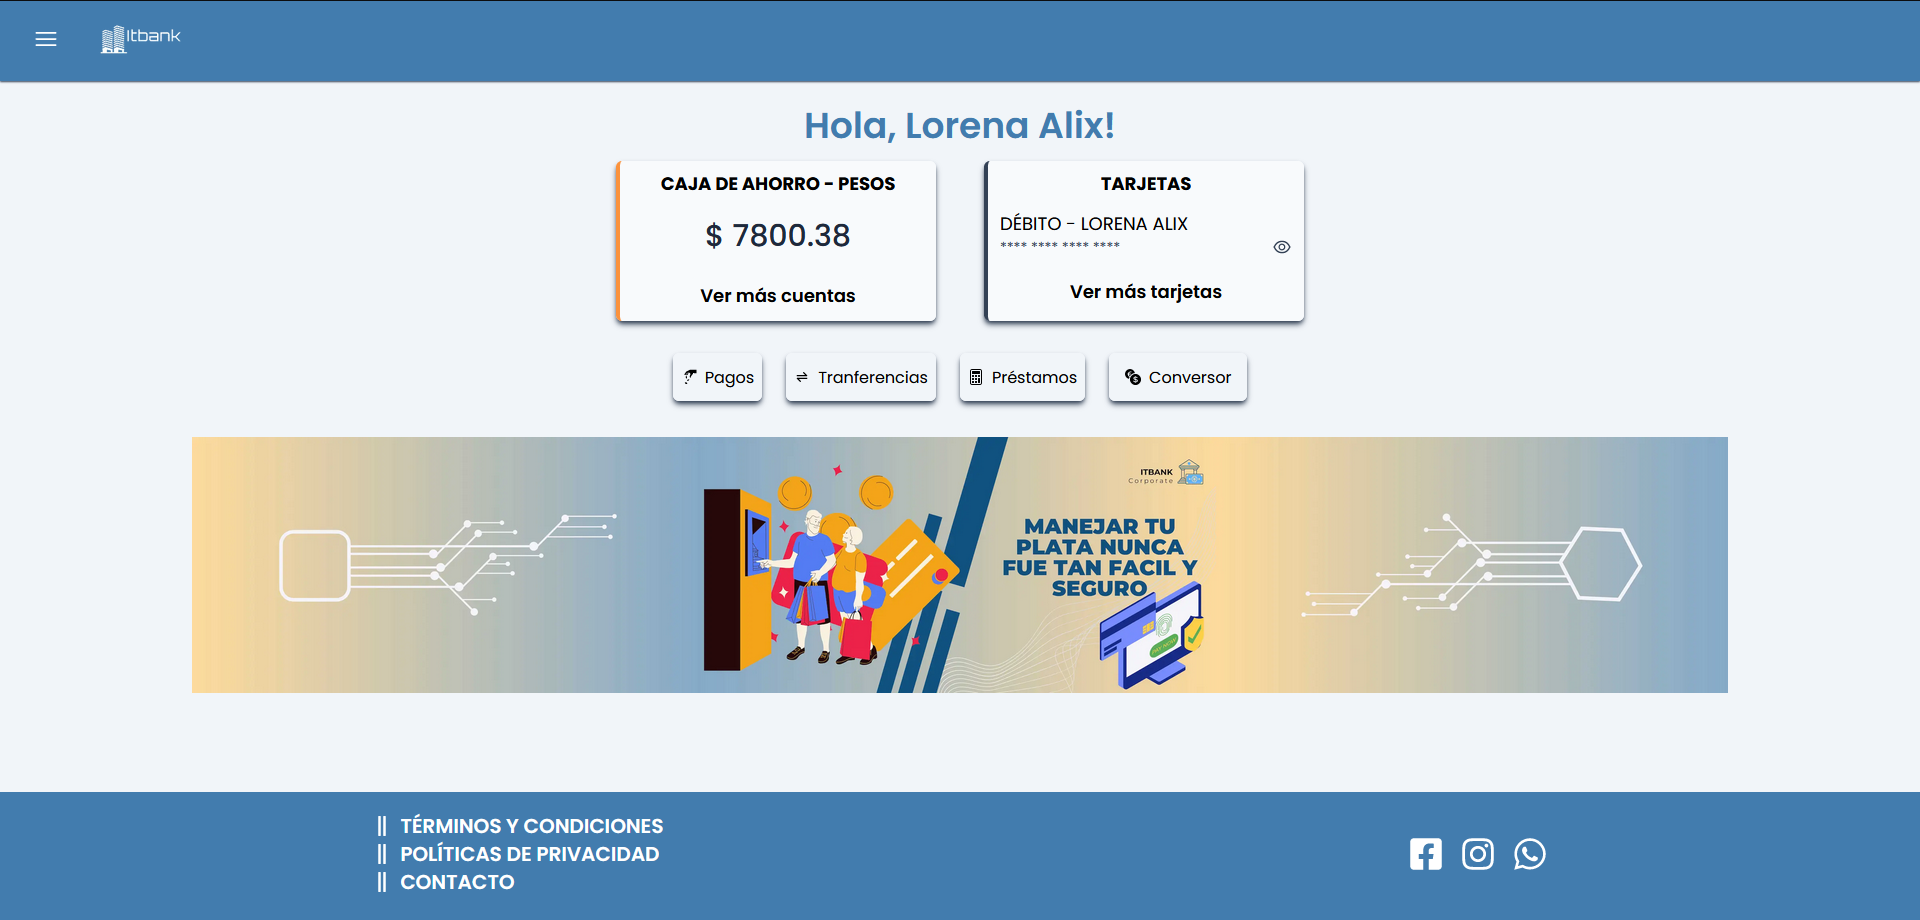 Itbank
Hola, Lorena Alix!
CAJA DE AHORRO - PESOS
$ 7800.38
Ver más cuentas
TARJETAS
DÉBITO - LORENA ALIX
**** **** **** ****
Ver más tarjetas
Pagos
Tranferencias
Préstamos
Conversor
ITBANK
Corporate
MANEJAR TU
PLATA NUNCA
FUE TAN FACIL Y
SEGURO
|| TÉRMINOS Y CONDICIONES
|| POLÍTICAS DE PRIVACIDAD
|| CONTACTO